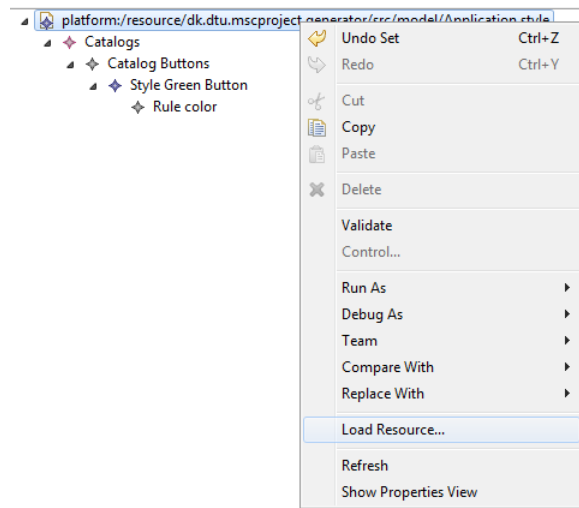 platform:/resource/dk.dtu.mscproject.generator/src/model/Application.style
Catalogs
Catalog Buttons
Style Green Button
Rule color
Undo Set Ctrl+Z
Redo Ctrl+Y
Cut
Copy
Paste
Delete
Validate
Control...
Run As
Debug As
Team
Compare With
Replace With
Load Resource...
Refresh
Show Properties View